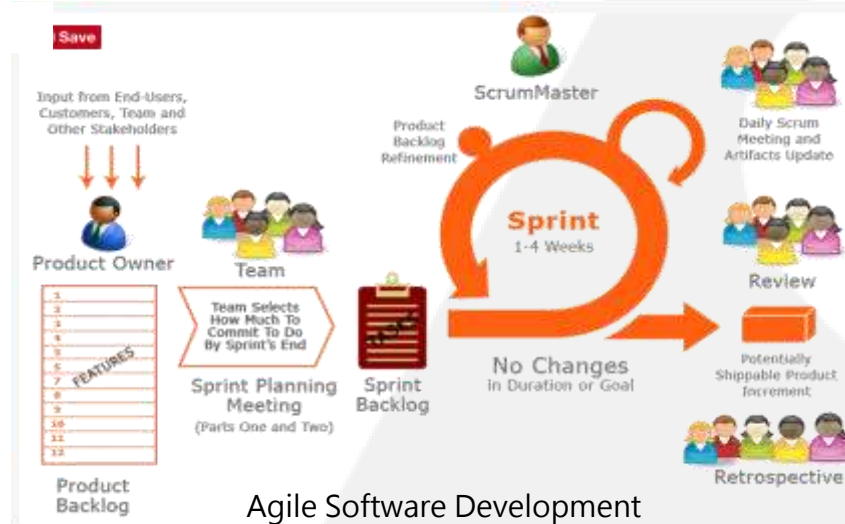 Save
Input from End-Users,
Customers, Team and
Other Stakeholders
Product Owner
Team
1
2
3
4
5
6
7
8
9
10
11
12
FEATURES
Product
Backlog
Team Selects
How Much To
Commit To Do
By Sprint's End
Sprint Planning
Meeting
(Parts One and Two)
TASKS
Sprint
Backlog
ScrumMaster
Product
Backlog
Refinement
Sprint
1-4 Weeks
No Changes
in Duration or Goal
Daily Scrum
Meeting and
Artifacts Update
Review
Potentially
Shippable Product
Increment
Retrospective
Agile Software Development